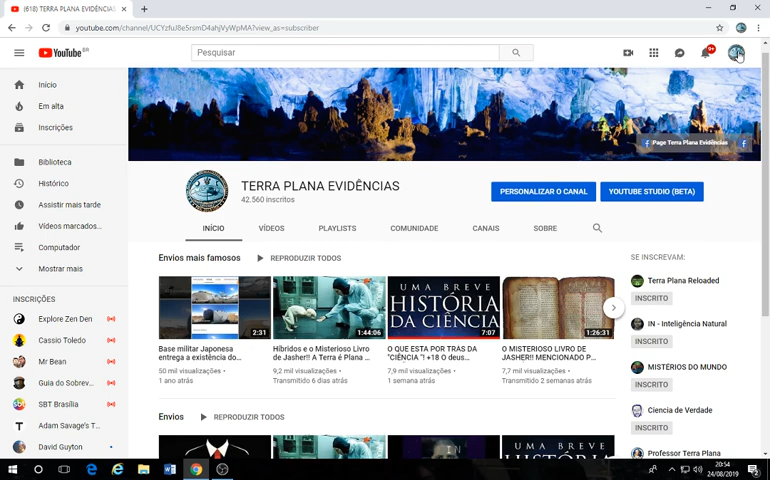 (618) TERRA PLANA EVIDÊNCIAS
youtube.com/channel/UCYzfuJ8e5rsmD4ahjVyWpMA?view_as=subscriber
YouTube BR
Pesquisar
9+
Início
Em alta
Inscrições
Biblioteca
Histórico
Assistir mais tarde
Vídeos marcados...
Computador
Mostrar mais
INSCRIÇÕES
Explore Zen Den
Cassio Toledo
Mr Bean
Guia do Sobrev...
SBT Brasília
Adam Savage's T...
David Guyton
Page Terra Plana Evidências
TERRA PLANA EVIDÊNCIAS
42.560 inscritos
PERSONALIZAR O CANAL
YOUTUBE STUDIO (BETA)
INÍCIO
VÍDEOS
PLAYLISTS
COMUNIDADE
CANAIS
SOBRE
Envios mais famosos
REPRODUZIR TODOS
2:31
Base militar Japonesa
entrega a existência do...
50 mil visualizações •
1 ano atrás
1:44:06
Híbridos e o Misterioso Livro
de Jasher!! A Terra é Plana ...
9,2 mil visualizações •
Transmitido 6 dias atrás
UMA BREVE
HISTÓRIA
DA CIÊNCIA
7:07
O QUE ESTA POR TRAS DA
"CIÊNCIA "! +18 O deus...
7,9 mil visualizações •
1 semana atrás
1:26:31
O MISTERIOSO LIVRO DE
JASHER!! MENCIONADO P...
7,7 mil visualizações •
Transmitido 2 semanas atrás
Envios
REPRODUZIR TODOS
UMA BREVE
SE INSCREVAM:
Terra Plana Reloaded
INSCRITO
IN - Inteligência Natural
INSCRITO
MISTÉRIOS DO MUNDO
INSCRITO
Ciencia de Verdade
INSCRITO
Professor Terra Plana
20:54
24/08/2019
2